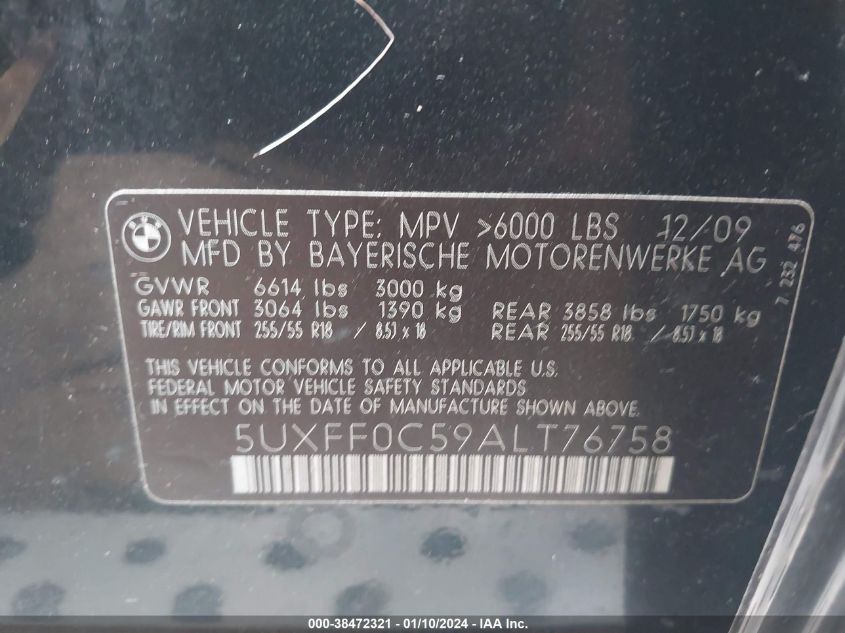 BMW
VEHICLE TYPE: MPV >6000 LBS 12/09
MFD BY BAYERISCHE MOTORENWERKE AG
GVWR 6614 lbs 3000 kg
GAWR FRONT 3064 lbs 1390 kg REAR 3858 lbs 1750 kg
TIRE/RIM FRONT 255/55 R18 / 8.5J x 18 REAR 255/55 R18 / 8.5J x 18
THIS VEHICLE CONFORMS TO ALL APPLICABLE U.S.
FEDERAL MOTOR VEHICLE SAFETY STANDARDS
IN EFFECT ON THE DATE OF MANUFACTURE SHOWN ABOVE.
5UXFF0C59ALT76758
7 232 476
000-38472321 - 01/10/2024 - IAA Inc.